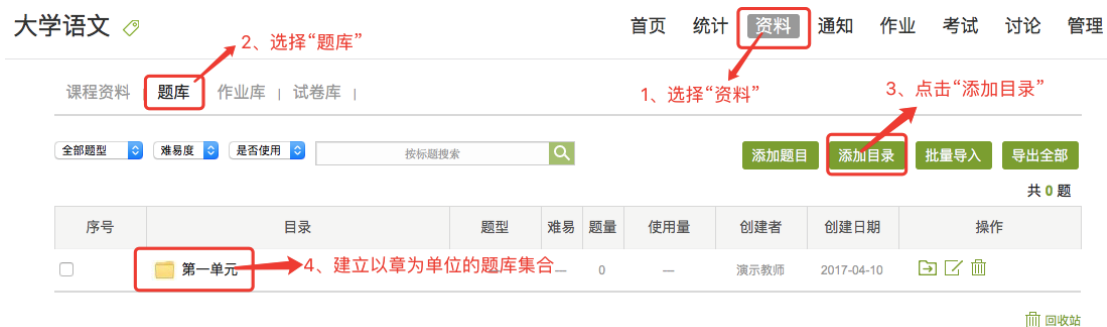 大学语文
首页 统计 资料 通知 作业 考试 讨论 管理
2、选择“题库”
1、选择“资料”
3、点击“添加目录”
课程资料 题库 作业库 | 试卷库 |
全部题型 难易度 是否使用 按标题搜索 添加题目 添加目录 批量导入 导出全部
共 0 题
序号 目录 题型 难易 题量 使用量 创建者 创建日期 操作
第一单元 4、建立以章为单位的题库集合 — 0 — 演示教师 2017-04-10
回收站